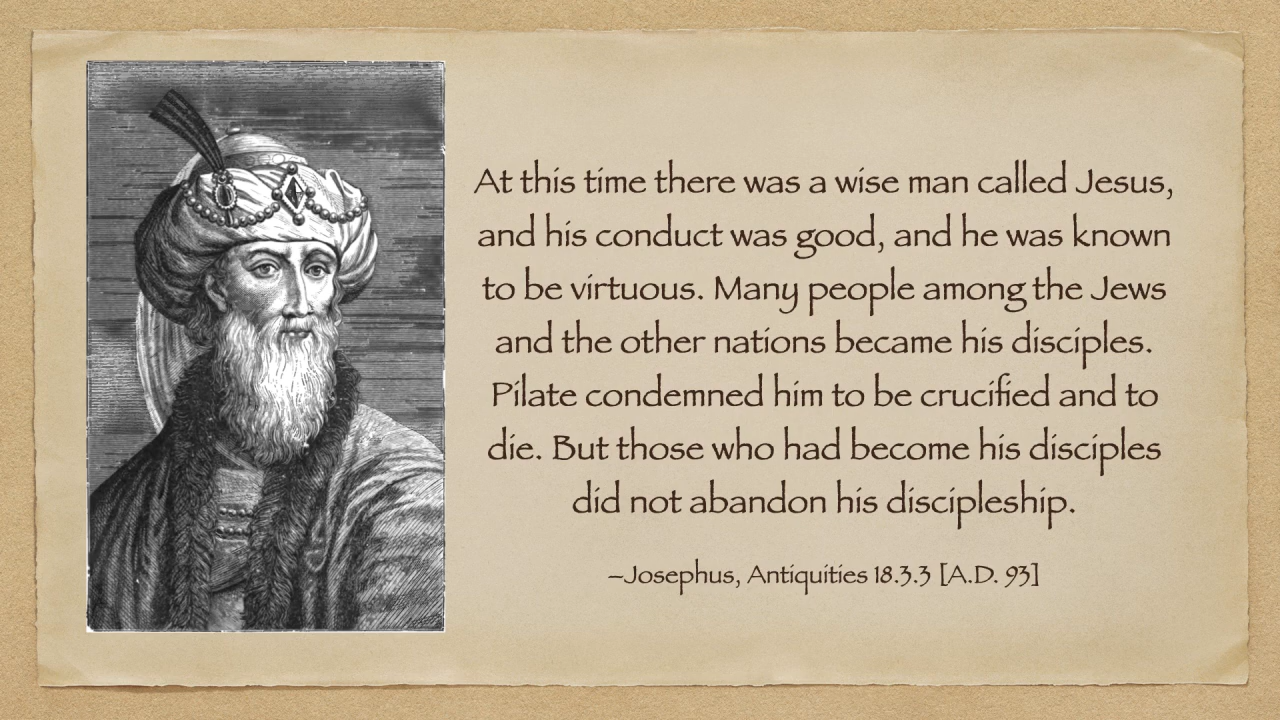 At this time there was a wise man called Jesus,
and his conduct was good, and he was known
to be virtuous. Many people among the Jews
and the other nations became his disciples.
Pilate condemned him to be crucified and to
die. But those who had become his disciples
did not abandon his discipleship.
–Josephus, Antiquities 18.3.3 [A.D. 93]